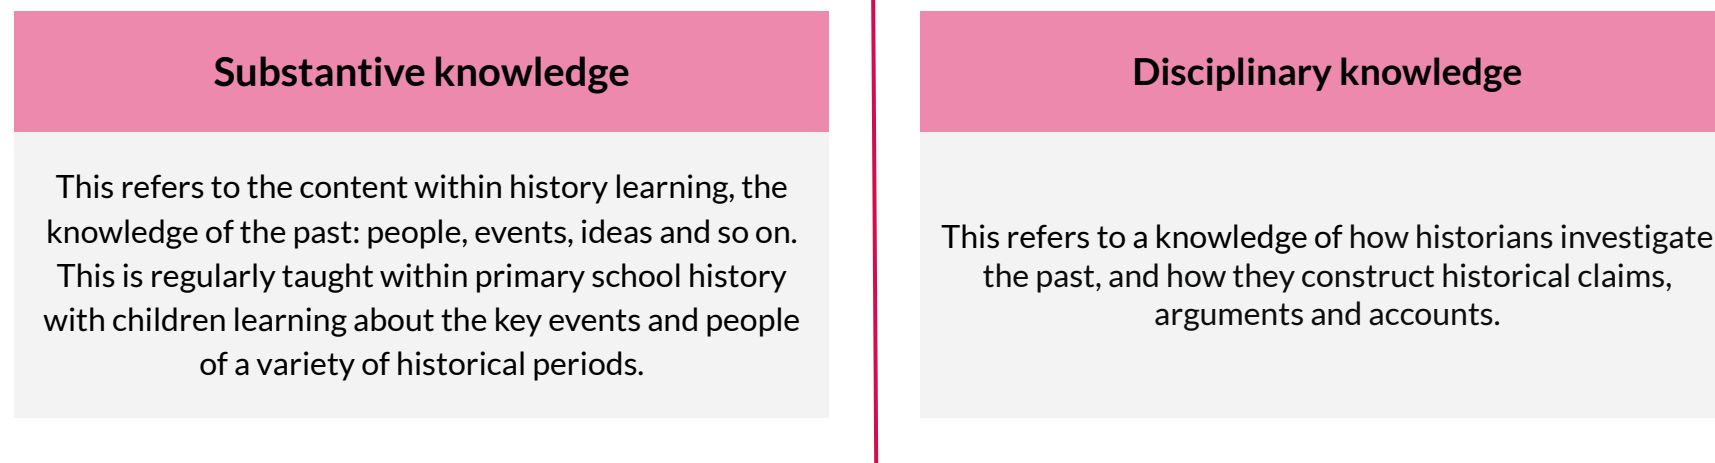 Substantive knowledge
This refers to the content within history learning, the
knowledge of the past: people, events, ideas and so on.
This is regularly taught within primary school history
with children learning about the key events and people
of a variety of historical periods.
Disciplinary knowledge
This refers to a knowledge of how historians investigate
the past, and how they construct historical claims,
arguments and accounts.